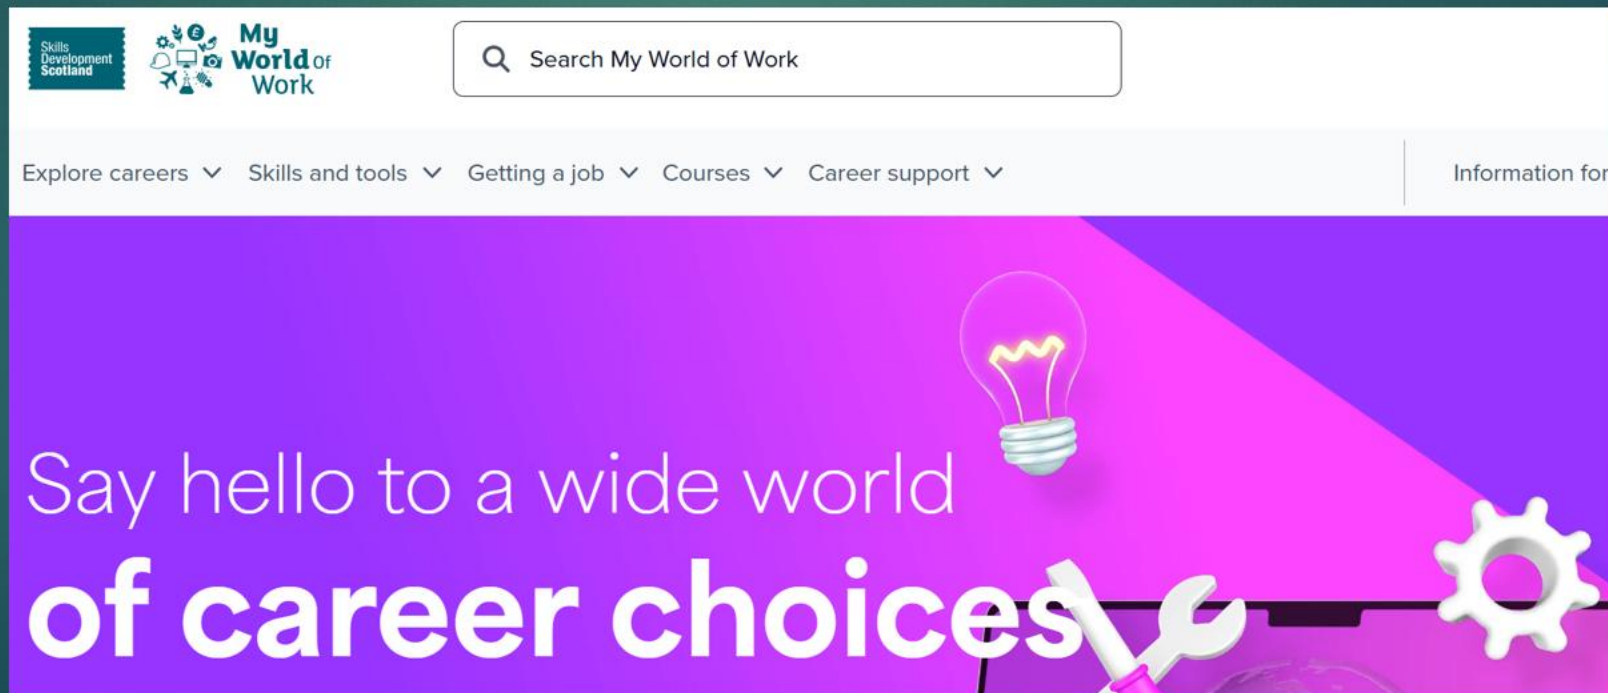 Skills
Development
Scotland
My
World of
Work
Search My World of Work
Explore careers Skills and tools Getting a job Courses Career support Information for
Say hello to a wide world
of career choices